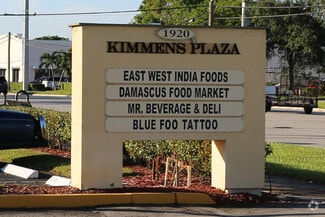 1920
KIMMENS PLAZA
EAST WEST INDIA FOODS
DAMASCUS FOOD MARKET
MR. BEVERAGE & DELI
BLUE FOO TATTOO